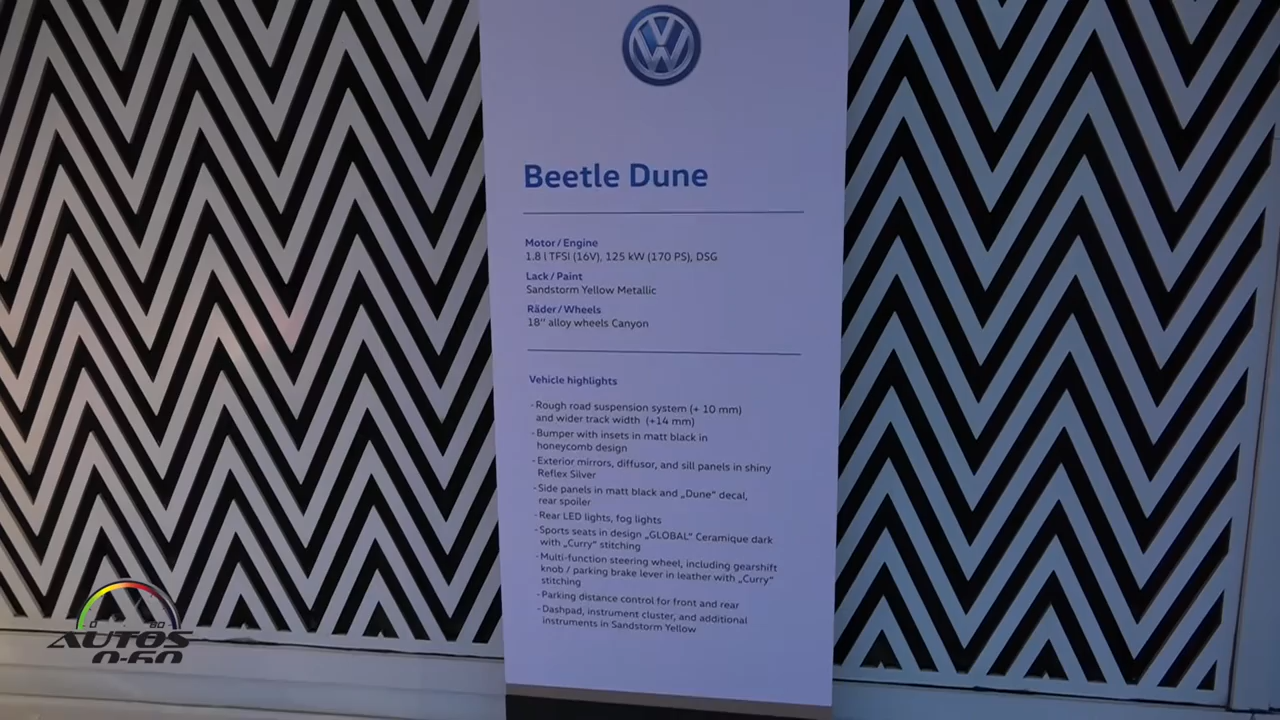 Beetle Dune
Motor / Engine
1.8 l TFSI (16V), 125 kW (170 PS), DSG
Lack / Paint
Sandstorm Yellow Metallic
Räder / Wheels
18" alloy wheels Canyon
Vehicle highlights
- Rough road suspension system (+ 10 mm)
and wider track width (+14 mm)
- Bumper with insets in matt black in
honeycomb design
- Exterior mirrors, diffusor, and sill panels in shiny
Reflex Silver
- Side panels in matt black and „Dune“ decal,
rear spoiler
- Rear LED lights, fog lights
- Sports seats in design „GLOBAL“ Ceramique dark
with „Curry“ stitching
- Multi-function steering wheel, including gearshift
knob / parking brake lever in leather with „Curry“
stitching
- Parking distance control for front and rear
- Dashpad, instrument cluster, and additional
instruments in Sandstorm Yellow
AUTOS
0-60